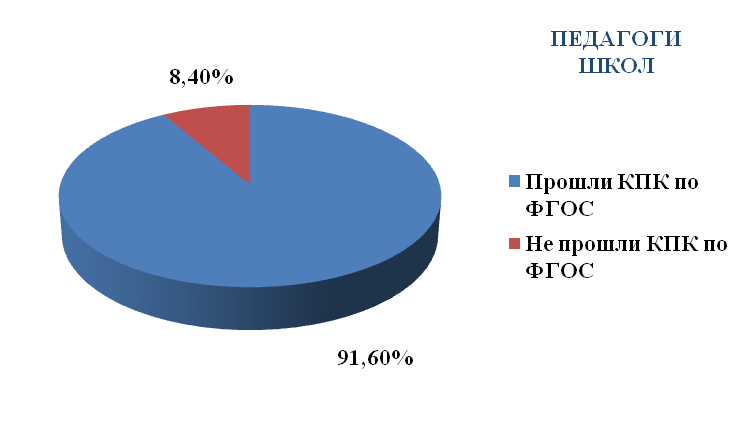 ПЕДАГОГИ
ШКОЛ
8,40%
Прошли КПК по
ФГОС
Не прошли КПК по
ФГОС
91,60%